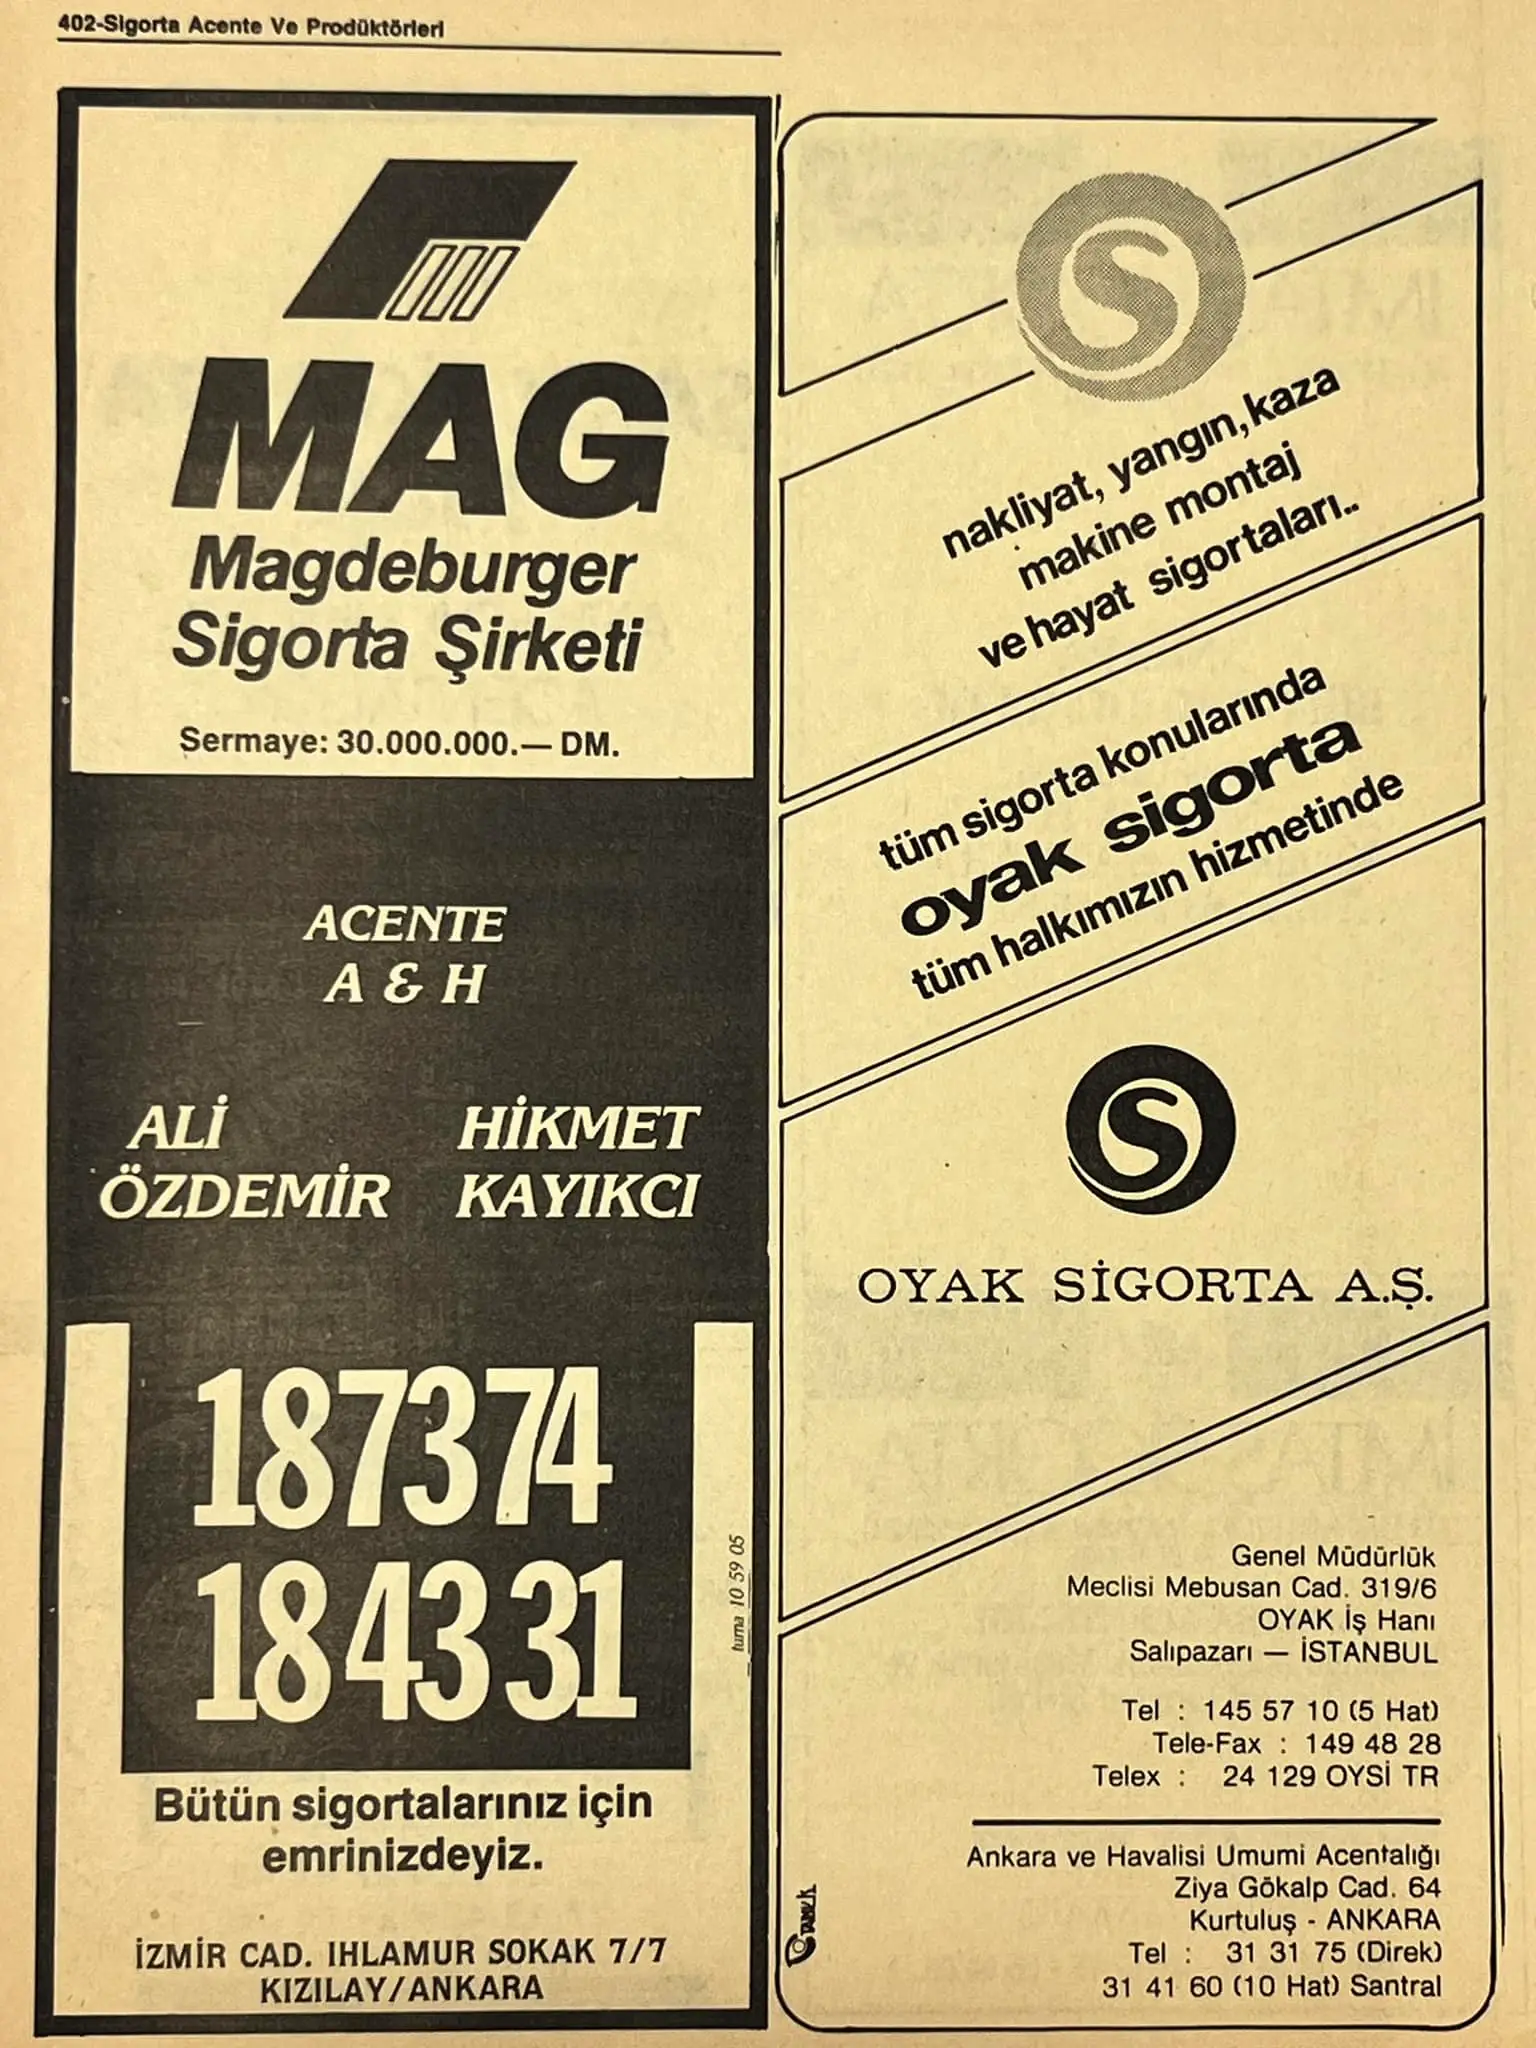 402-Sigorta Acente Ve Prodüktörleri
MAG
Magdeburger
Sigorta Şirketi
Sermaye: 30.000.000.— DM.
ACENTE
A & H
ALİ
ÖZDEMİR
HİKMET
KAYIKCI
187374
184331
tuna 10 59 05
Bütün sigortalarınız için
emrinizdeyiz.
İZMİR CAD. IHLAMUR SOKAK 7/7
KIZILAY/ANKARA
S
nakliyat, yangın, kaza
makine montaj
ve hayat sigortaları..
tüm sigorta konularında
oyak sigorta
tüm halkımızın hizmetinde
S
OYAK SİGORTA A.Ş.
Genel Müdürlük
Meclisi Mebusan Cad. 319/6
OYAK İş Hanı
Salıpazarı — İSTANBUL
Tel : 145 57 10 (5 Hat)
Tele-Fax : 149 48 28
Telex : 24 129 OYSİ TR
Ankara ve Havalisi Umumi Acentalığı
Ziya Gökalp Cad. 64
Kurtuluş - ANKARA
Tel : 31 31 75 (Direk)
31 41 60 (10 Hat) Santral